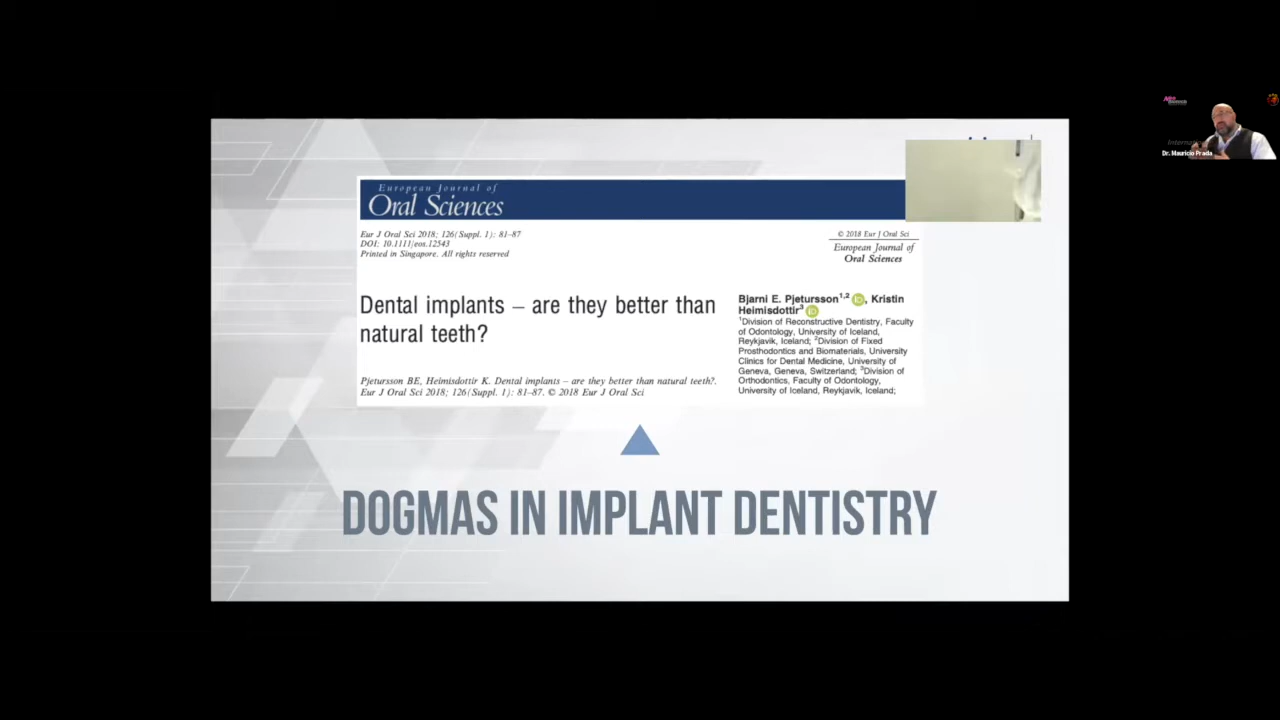 European Journal of
Oral Sciences
Eur J Oral Sci 2018; 126(Suppl. 1): 81–87
DOI: 10.1111/eos.12543
Printed in Singapore. All rights reserved
© 2018 Eur J Oral Sci
European Journal of
Oral Sciences
Dental implants – are they better than
natural teeth?
Bjarni E. Pjetursson1,2 iD, Kristin
Heimisdottir3 iD
1Division of Reconstructive Dentistry, Faculty
of Odontology, University of Iceland,
Reykjavik, Iceland; 2Division of Fixed
Prosthodontics and Biomaterials, University
Clinics for Dental Medicine, University of
Geneva, Geneva, Switzerland; 3Division of
Orthodontics, Faculty of Odontology,
University of Iceland, Reykjavik, Iceland;
Pjetursson BE, Heimisdottir K. Dental implants – are they better than natural teeth?.
Eur J Oral Sci 2018; 126(Suppl. 1): 81–87. © 2018 Eur J Oral Sci
DOGMAS IN IMPLANT DENTISTRY
Dr. Mauricio Prada